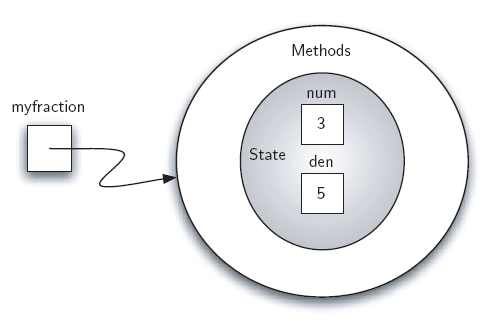 Methods
myfraction
num
3
State
den
5